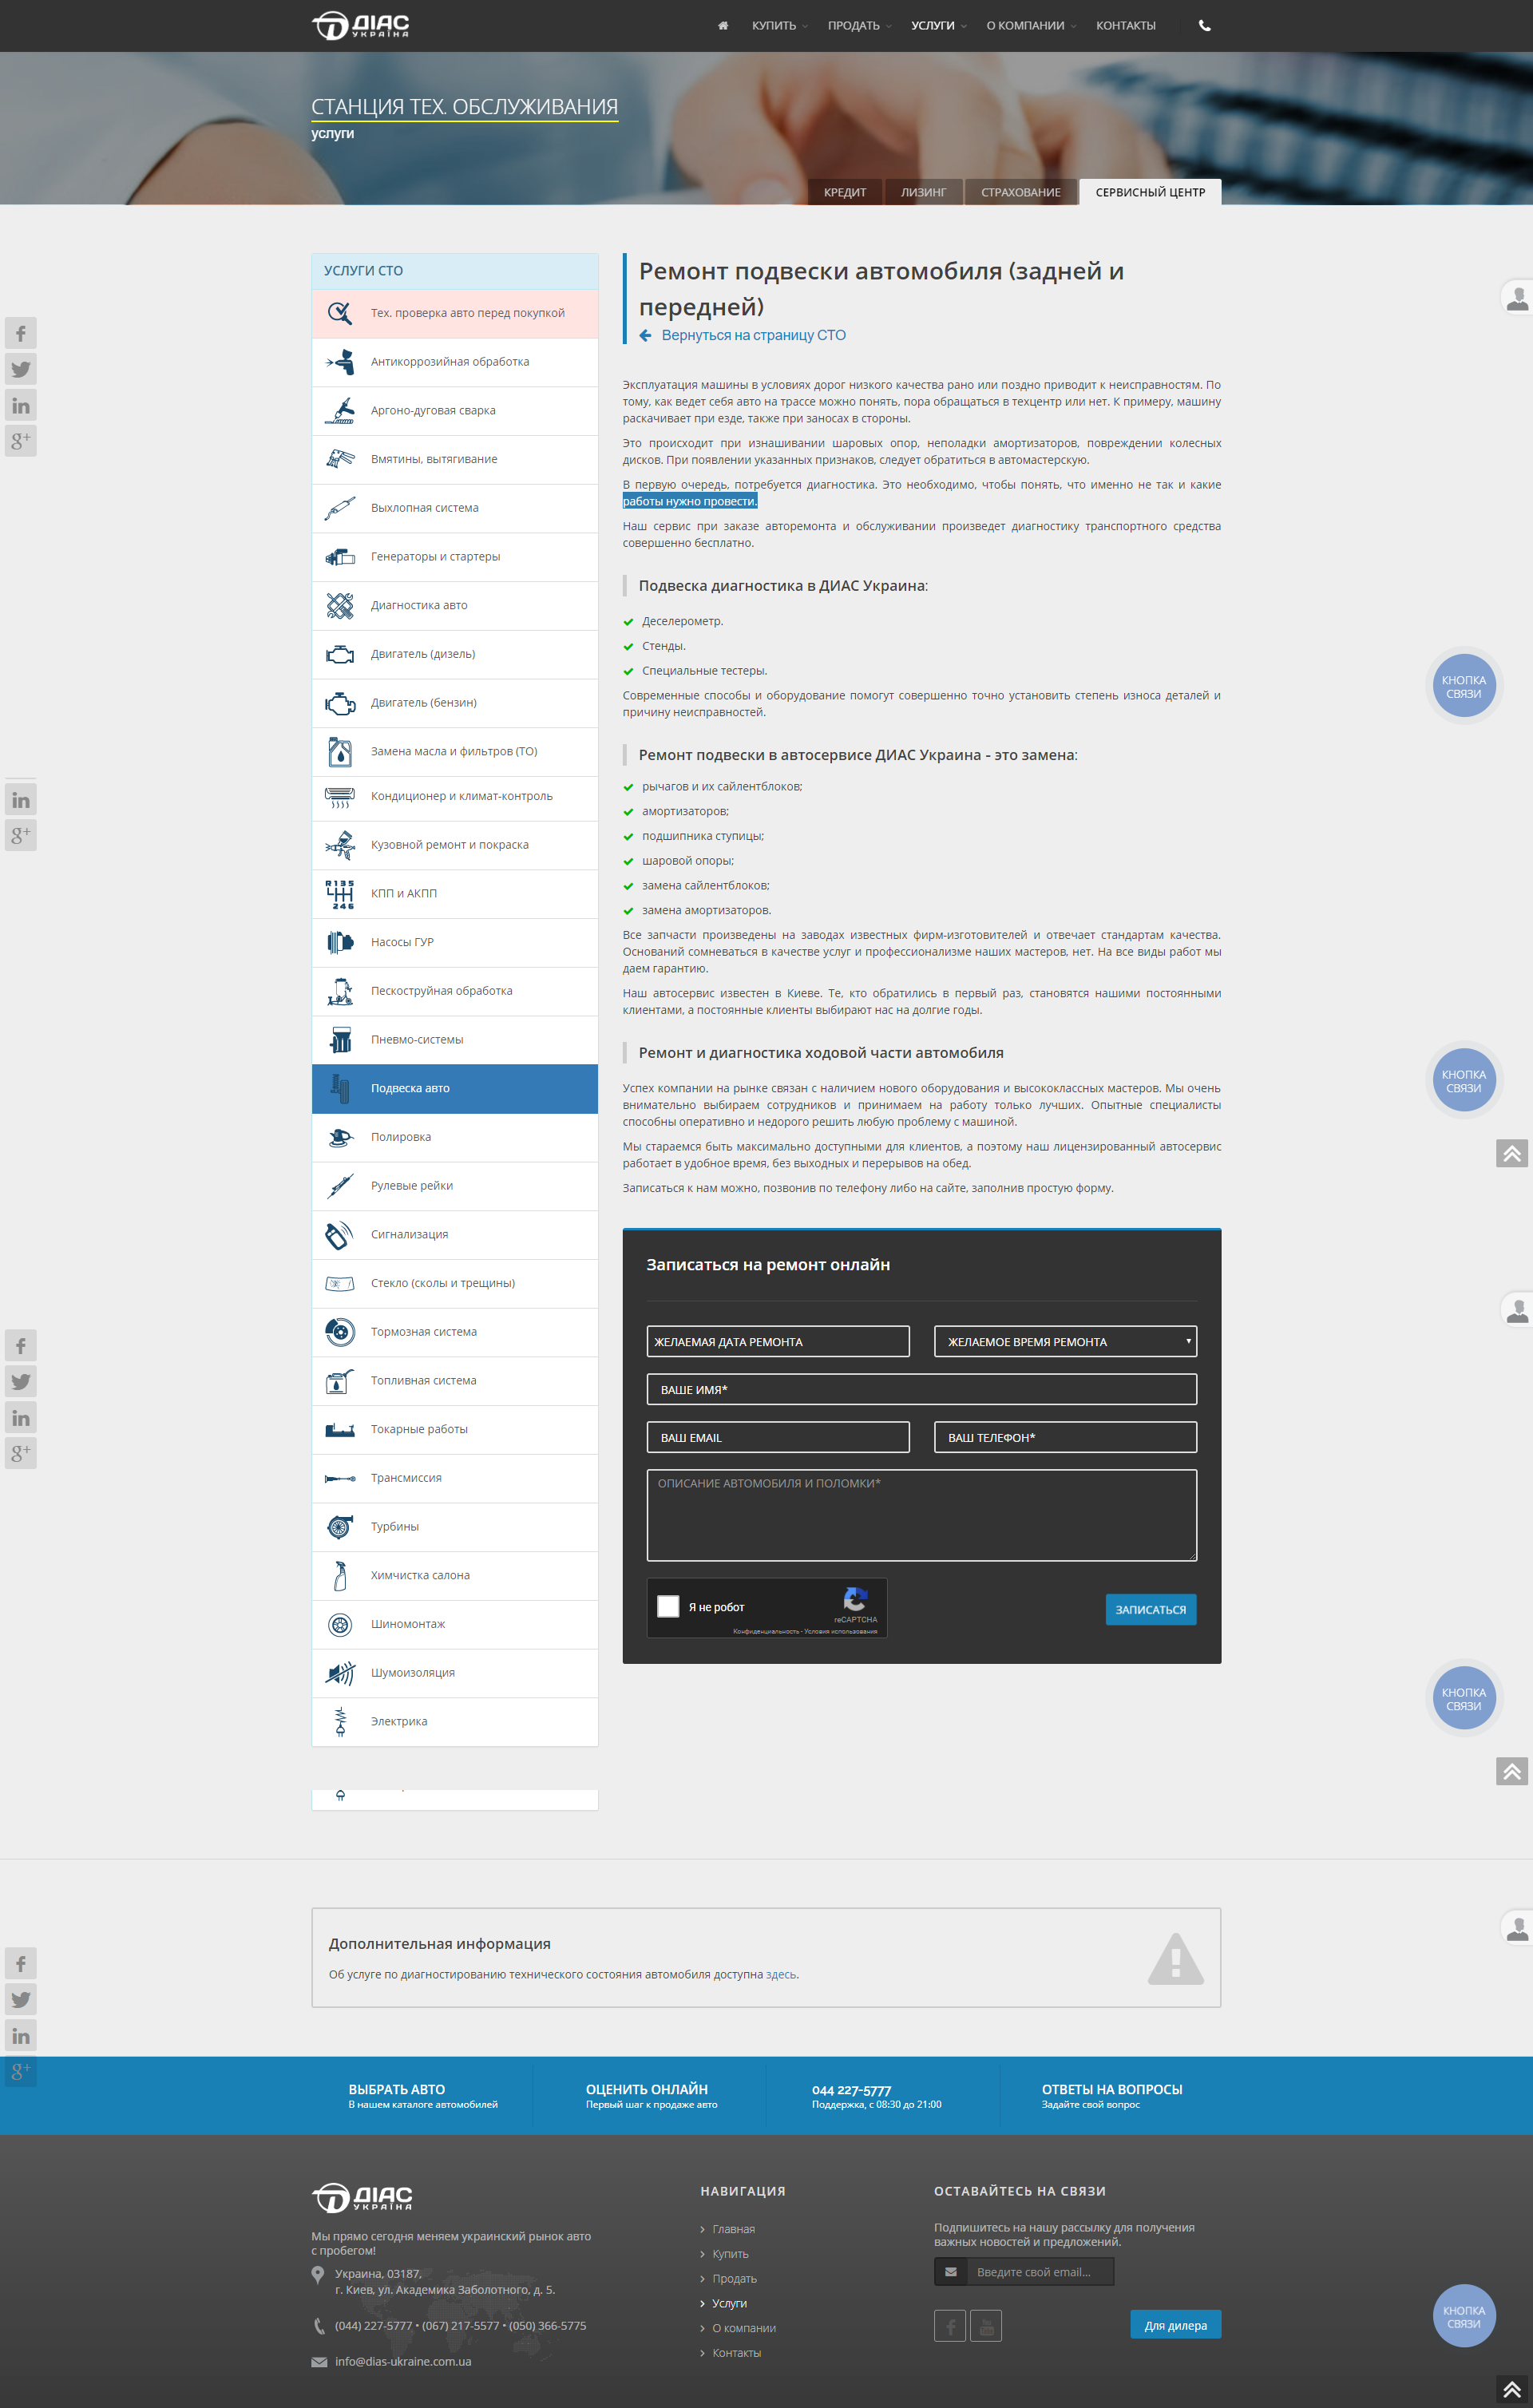 ДІАС
УКРАЇНА
КУПИТЬ
ПРОДАТЬ
УСЛУГИ
О КОМПАНИИ
КОНТАКТЫ
СТАНЦИЯ ТЕХ. ОБСЛУЖИВАНИЯ
услуги
КРЕДИТ
ЛИЗИНГ
СТРАХОВАНИЕ
СЕРВИСНЫЙ ЦЕНТР
УСЛУГИ СТО
Тех. проверка авто перед покупкой
Антикоррозийная обработка
Аргоно-дуговая сварка
Вмятины, вытягивание
Выхлопная система
Генераторы и стартеры
Диагностика авто
Двигатель (дизель)
Двигатель (бензин)
Замена масла и фильтров (ТО)
Кондиционер и климат-контроль
Кузовной ремонт и покраска
R 1 3 5
2 4 6
КПП и АКПП
Насосы ГУР
Пескоструйная обработка
Пневмо-системы
Подвеска авто
Полировка
Рулевые рейки
Сигнализация
Стекло (сколы и трещины)
Тормозная система
Топливная система
Токарные работы
Трансмиссия
Турбины
Химчистка салона
Шиномонтаж
Шумоизоляция
Электрика
Ремонт подвески автомобиля (задней и
передней)
Вернуться на страницу СТО
Эксплуатация машины в условиях дорог низкого качества рано или поздно приводит к неисправностям. По
тому, как ведет себя авто на трассе можно понять, пора обращаться в техцентр или нет. К примеру, машину
раскачивает при езде, также при заносах в стороны.
Это происходит при изнашивании шаровых опор, неполадки амортизаторов, повреждении колесных
дисков. При появлении указанных признаков, следует обратиться в автомастерскую.
В первую очередь, потребуется диагностика. Это необходимо, чтобы понять, что именно не так и какие
работы нужно провести.
Наш сервис при заказе авторемонта и обслуживании произведет диагностику транспортного средства
совершенно бесплатно.
Подвеска диагностика в ДИАС Украина:
Деселерометр.
Стенды.
Специальные тестеры.
Современные способы и оборудование помогут совершенно точно установить степень износа деталей и
причину неисправностей.
Ремонт подвески в автосервисе ДИАС Украина - это замена:
рычагов и их сайлентблоков;
амортизаторов;
подшипника ступицы;
шаровой опоры;
замена сайлентблоков;
замена амортизаторов.
Все запчасти произведены на заводах известных фирм-изготовителей и отвечает стандартам качества.
Оснований сомневаться в качестве услуг и профессионализме наших мастеров, нет. На все виды работ мы
даем гарантию.
Наш автосервис известен в Киеве. Те, кто обратились в первый раз, становятся нашими постоянными
клиентами, а постоянные клиенты выбирают нас на долгие годы.
Ремонт и диагностика ходовой части автомобиля
Успех компании на рынке связан с наличием нового оборудования и высококлассных мастеров. Мы очень
внимательно выбираем сотрудников и принимаем на работу только лучших. Опытные специалисты
способны оперативно и недорого решить любую проблему с машиной.
Мы стараемся быть максимально доступными для клиентов, а поэтому наш лицензированный автосервис
работает в удобное время, без выходных и перерывов на обед.
Записаться к нам можно, позвонив по телефону либо на сайте, заполнив простую форму.
Записаться на ремонт онлайн
ЖЕЛАЕМАЯ ДАТА РЕМОНТА
ЖЕЛАЕМОЕ ВРЕМЯ РЕМОНТА
ВАШЕ ИМЯ*
ВАШ EMAIL
ВАШ ТЕЛЕФОН*
ОПИСАНИЕ АВТОМОБИЛЯ И ПОЛОМКИ*
Я не робот
reCAPTCHA
Конфиденциальность - Условия использования
ЗАПИСАТЬСЯ
КНОПКА
СВЯЗИ
КНОПКА
СВЯЗИ
КНОПКА
СВЯЗИ
Дополнительная информация
Об услуге по диагностированию технического состояния автомобиля доступна здесь.
ВЫБРАТЬ АВТО
В нашем каталоге автомобилей
ОЦЕНИТЬ ОНЛАЙН
Первый шаг к продаже авто
044 227-5777
Поддержка, с 08:30 до 21:00
ОТВЕТЫ НА ВОПРОСЫ
Задайте свой вопрос
ДІАС
УКРАЇНА
Мы прямо сегодня меняем украинский рынок авто
с пробегом!
Украина, 03187,
г. Киев, ул. Академика Заболотного, д. 5.
(044) 227-5777 • (067) 217-5577 • (050) 366-5775
info@dias-ukraine.com.ua
НАВИГАЦИЯ
Главная
Купить
Продать
Услуги
О компании
Контакты
ОСТАВАЙТЕСЬ НА СВЯЗИ
Подпишитесь на нашу рассылку для получения
важных новостей и предложений.
Введите свой email...
You Tube
Для дилера
КНОПКА
СВЯЗИ